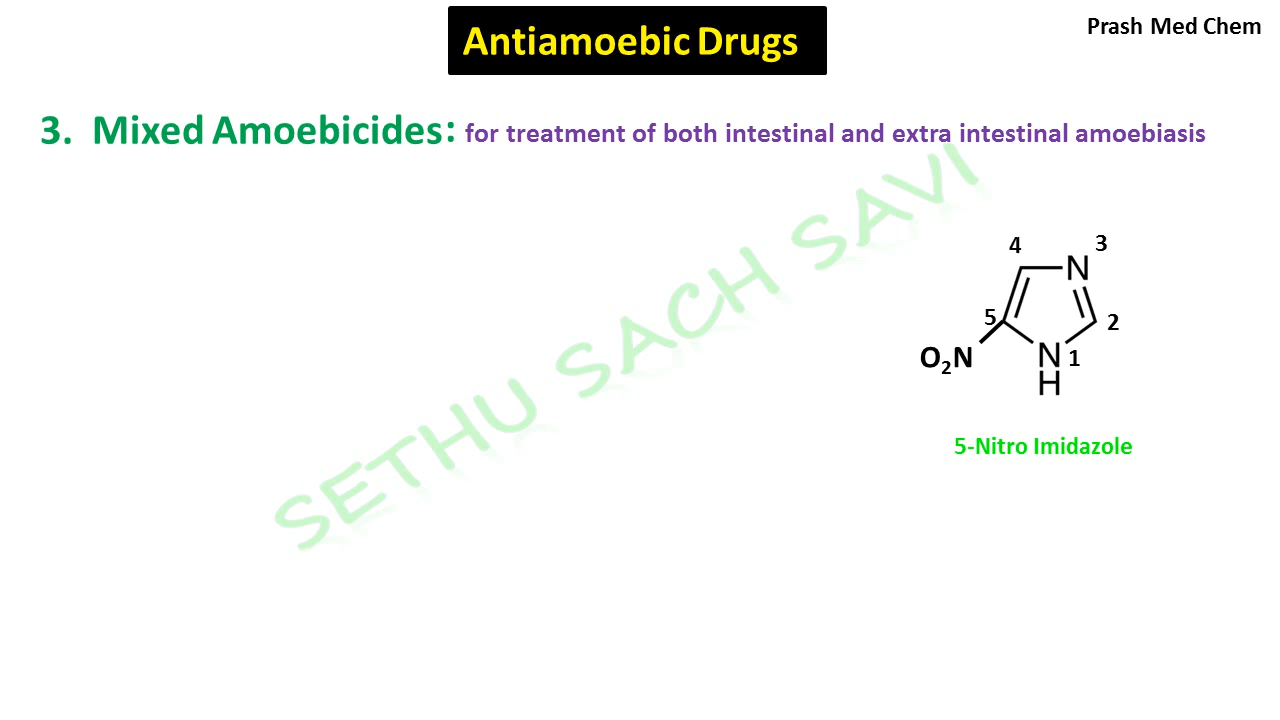 Antiamoebic Drugs
Prash Med Chem
3. Mixed Amoebicides: for treatment of both intestinal and extra intestinal amoebiasis
SETHU SACH SAVI
4
3
N
5
2
O₂N
N
1
H
5-Nitro Imidazole